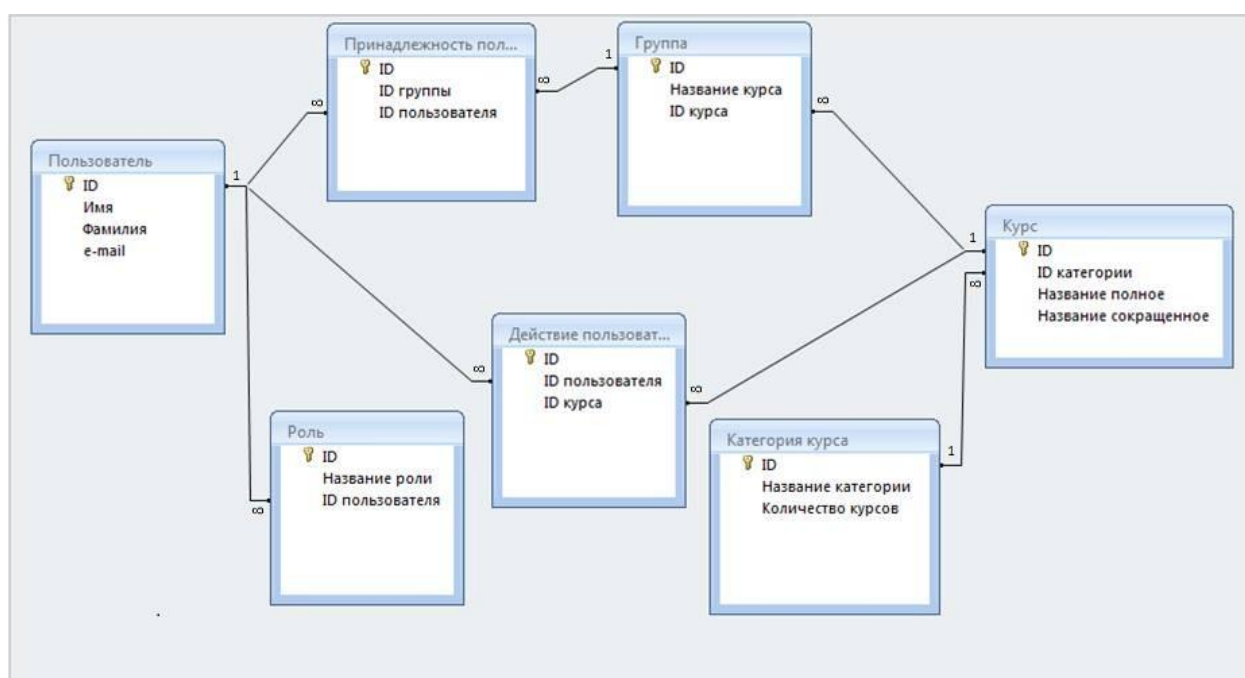 Принадлежность пол...
ID
ID группы
ID пользователя
Группа
ID
Название курса
ID курса
Пользователь
ID
Имя
Фамилия
e-mail
Курс
ID
ID категории
Название полное
Название сокращенное
Действие пользоват...
ID
ID пользователя
ID курса
Роль
ID
Название роли
ID пользователя
Категория курса
ID
Название категории
Количество курсов
1
∞
∞
1
∞
1
∞
∞
∞
∞
1